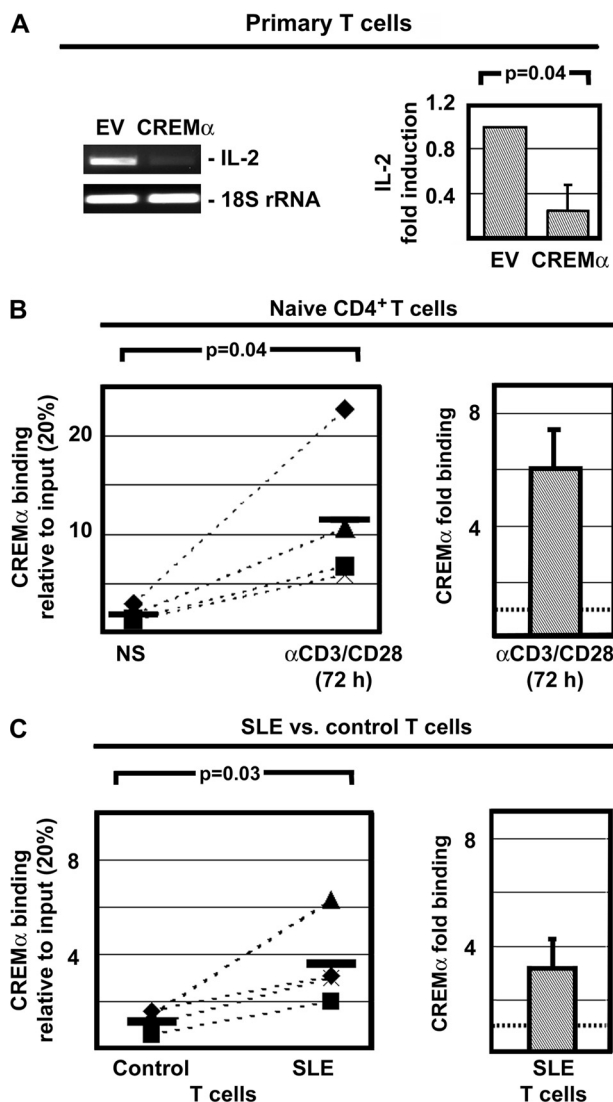 A
Primary T cells
EV CREMα
- IL-2
- 18S rRNA
p=0.04
IL-2
fold induction
1.2
0.8
0.4
EV CREMα
B
Naive CD4+ T cells
p=0.04
CREMα binding
relative to input (20%)
20
10
NS
αCD3/CD28
(72 h)
CREMα fold binding
8
4
αCD3/CD28
(72 h)
C
SLE vs. control T cells
p=0.03
CREMα binding
relative to input (20%)
8
4
Control SLE
T cells
CREMα fold binding
8
4
SLE
T cells